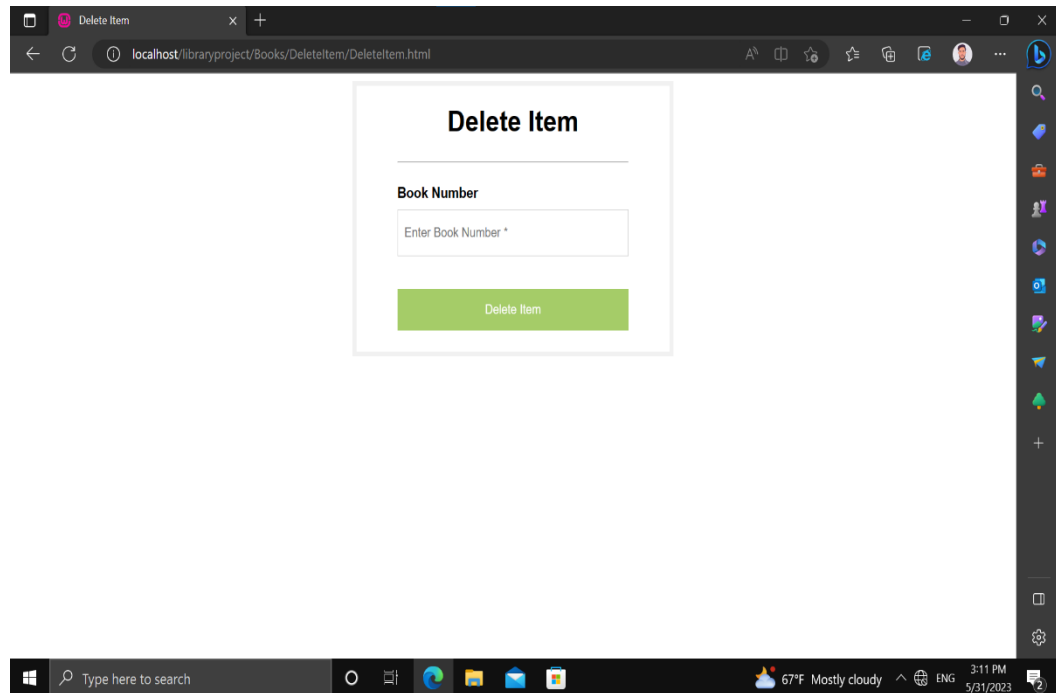 Delete Item
localhost/libraryproject/Books/DeleteItem/DeleteItem.html
Delete Item
Book Number
Enter Book Number *
Delete Item
Type here to search
67°F Mostly cloudy
ENG
3:11 PM
5/31/2023
2